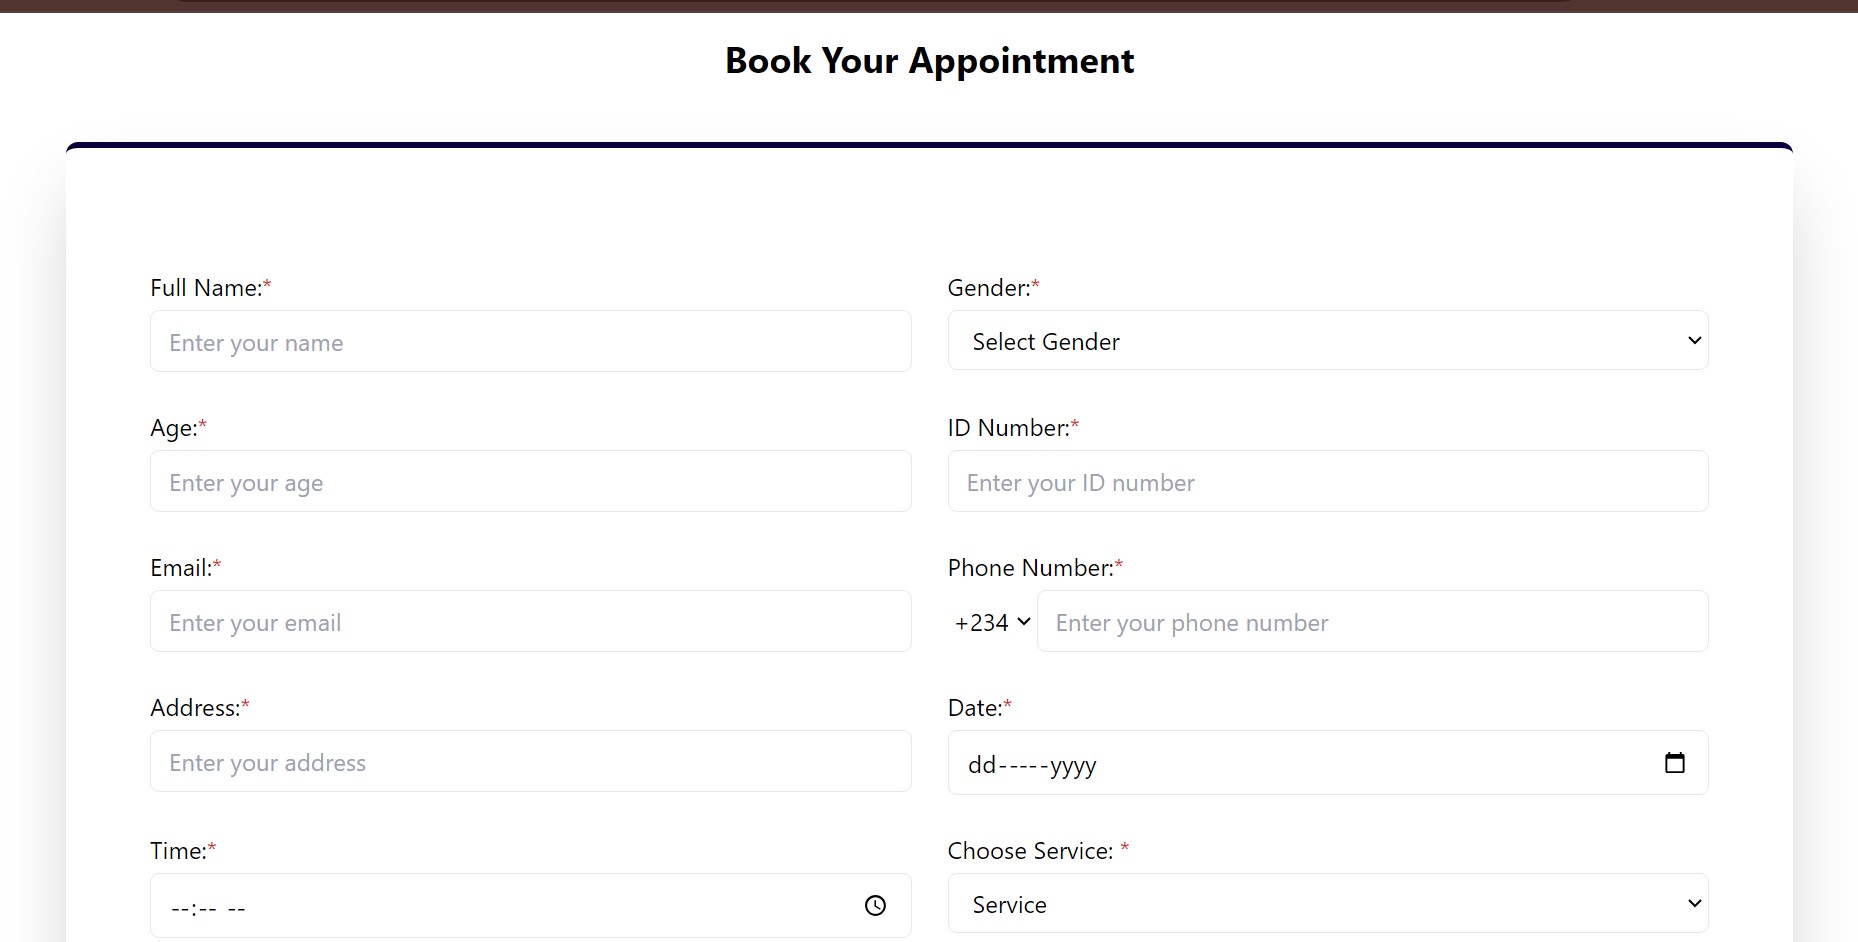 Book Your Appointment
Full Name:*
Gender:*
Enter your name
Select Gender
Age:*
ID Number:*
Enter your age
Enter your ID number
Email:*
Phone Number:*
Enter your email
+234
Enter your phone number
Address:*
Date:*
Enter your address
dd-----yyyy
Time:*
Choose Service: *
--:-- --
Service